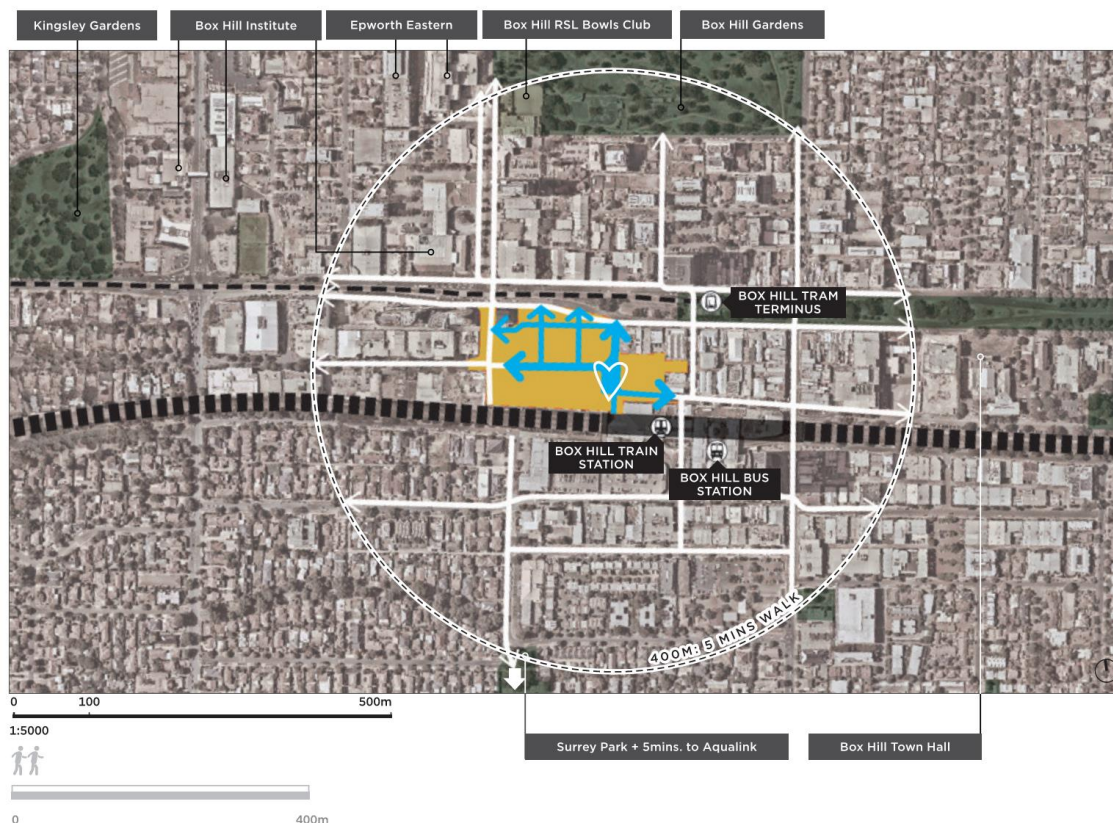 Kingsley Gardens
Box Hill Institute
Epworth Eastern
Box Hill RSL Bowls Club
Box Hill Gardens
BOX HILL TRAM
TERMINUS
BOX HILL TRAIN
STATION
BOX HILL BUS
STATION
400M: 5 MINS WALK
0
100
500m
1:5000
Surrey Park + 5mins. to Aqualink
Box Hill Town Hall
0
400m